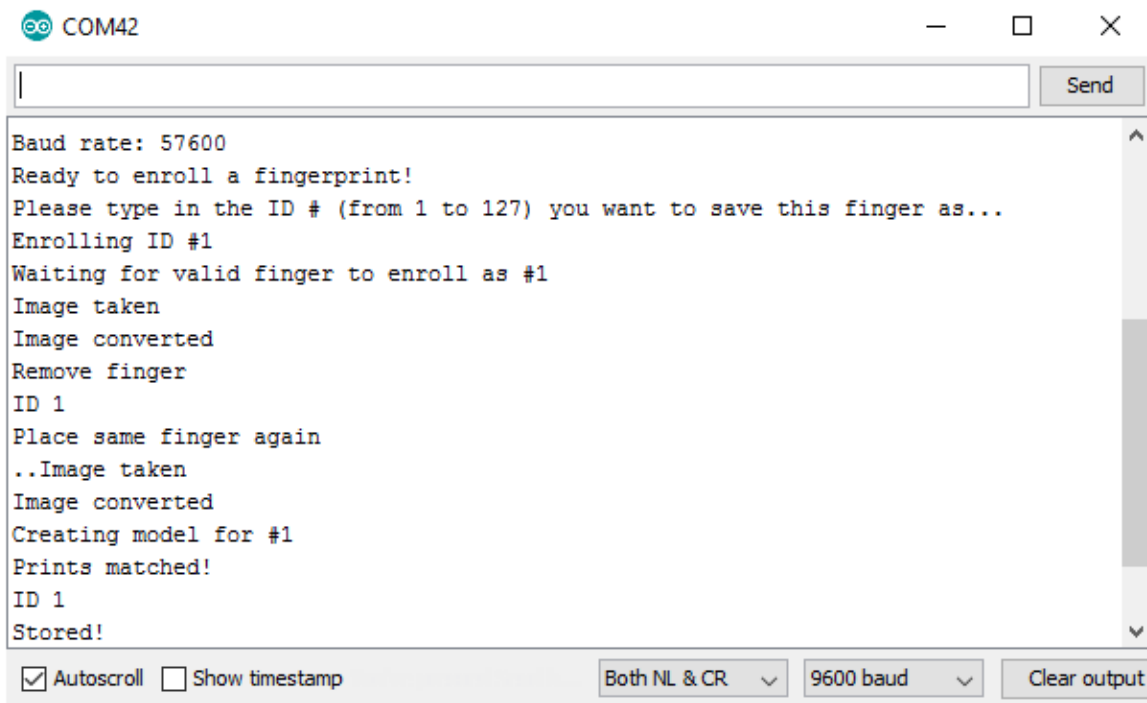 COM42
Send
Baud rate: 57600
Ready to enroll a fingerprint!
Please type in the ID # (from 1 to 127) you want to save this finger as...
Enrolling ID #1
Waiting for valid finger to enroll as #1
Image taken
Image converted
Remove finger
ID 1
Place same finger again
..Image taken
Image converted
Creating model for #1
Prints matched!
ID 1
Stored!
Autoscroll Show timestamp Both NL & CR 9600 baud Clear output